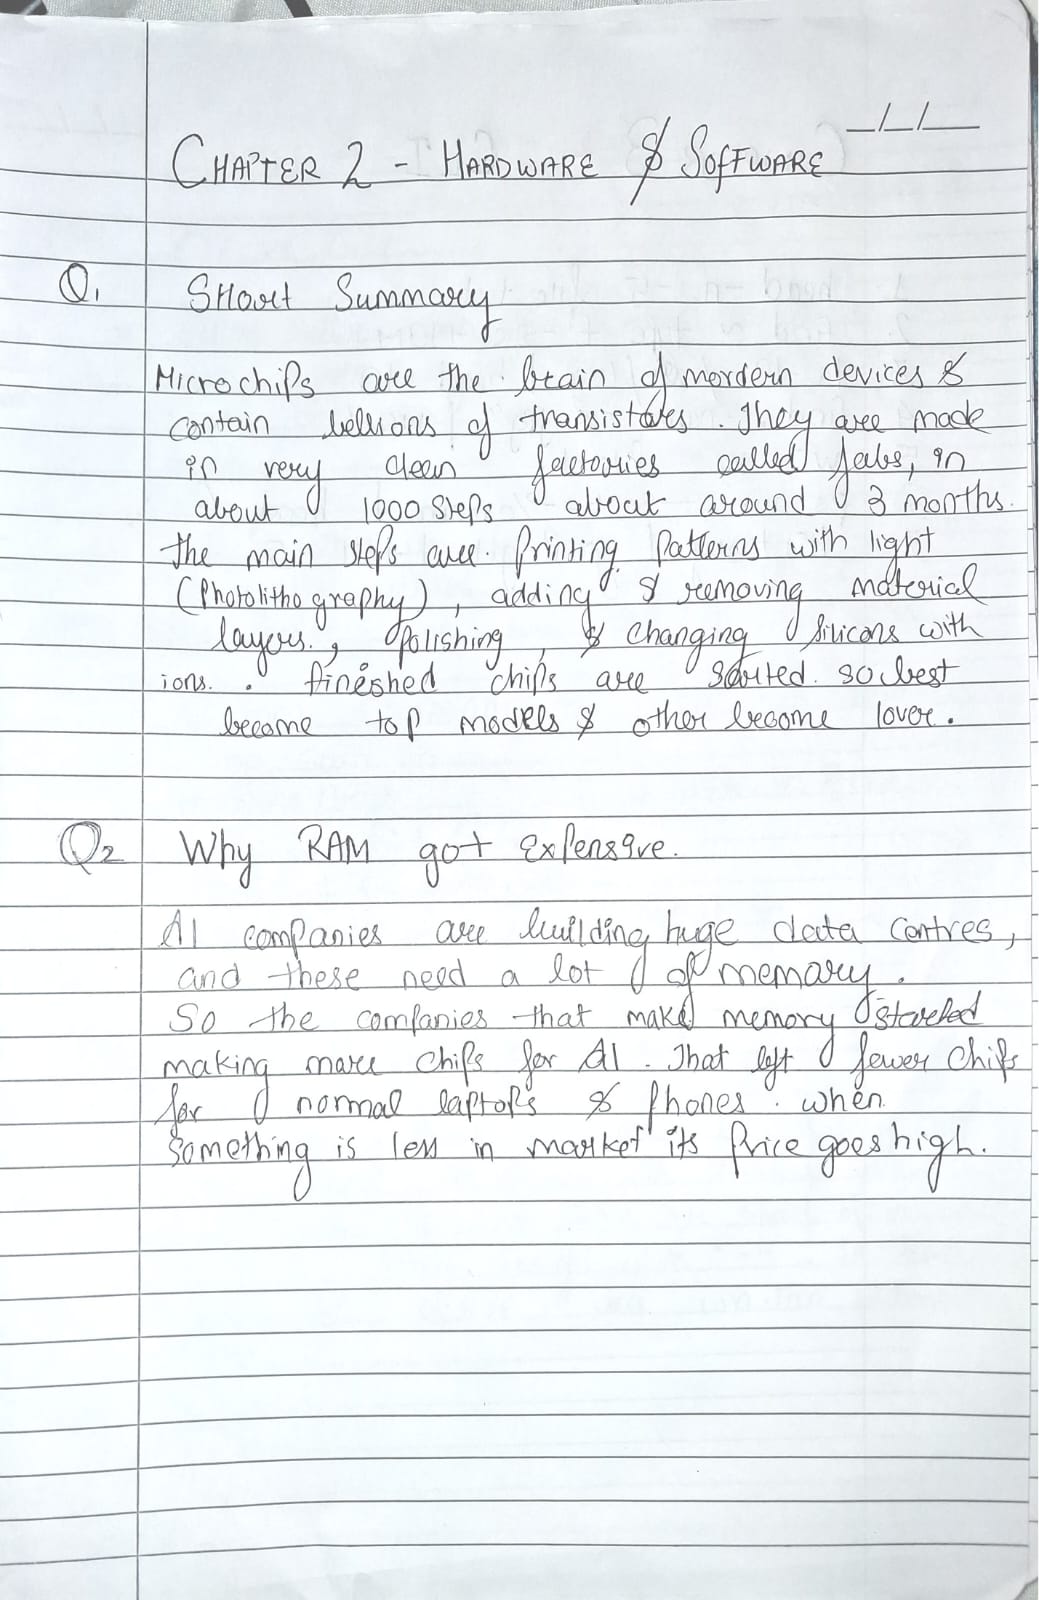 _/_/_
CHAPTER 2 - HARDWARE & SOFTWARE
Q1 Short Summary
Microchips are the brain of mordern devices &
contain bellions of transistors. They are made
in very clean factories called fabs, in
about 1000 steps about around 3 months.
The main steps are. Printing Patterns with light
(Photolithography), adding & removing material
layers., Polishing, & changing silicons with
ions. . finished chips are sorted. so best
become top models & other become lover.
Q2 Why RAM got Expensive.
AI companies are building huge data centres,
and these need a lot of memory.
So the companies that make memory started
making more chips for AI. That left fewer chips
for normal laptops & phones. when
something is less in market its price goes high.